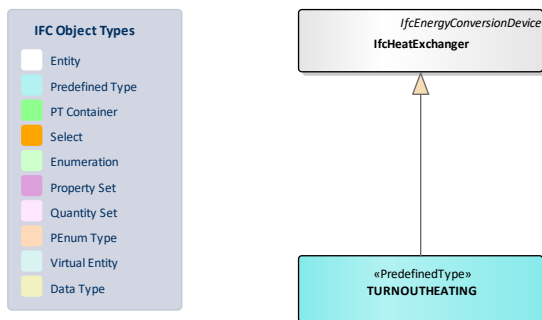 IFC Object Types
Entity
Predefined Type
PT Container
Select
Enumeration
Property Set
Quantity Set
PEnum Type
Virtual Entity
Data Type
IfcEnergyConversionDevice
IfcHeatExchanger
«PredefinedType»
TURNOUTHEATING